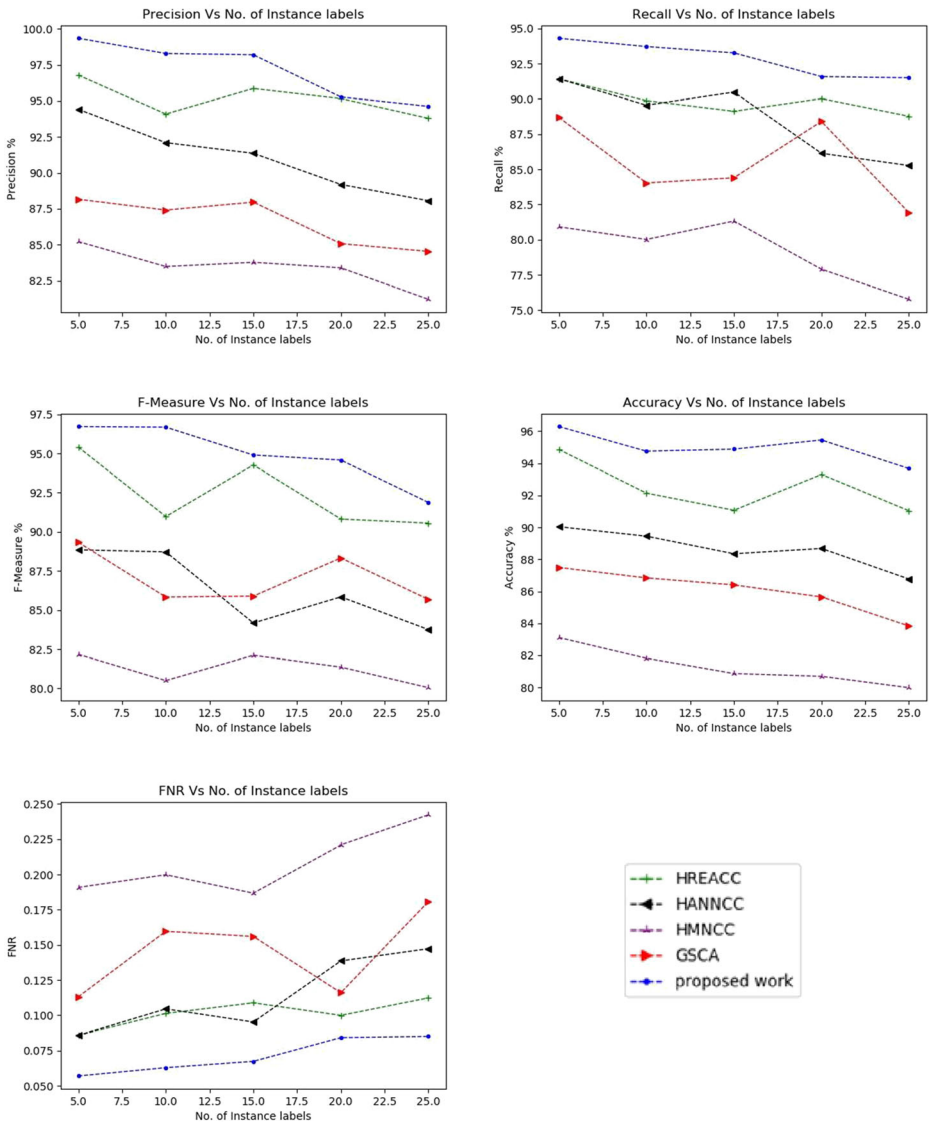 Precision Vs No. of Instance labels
100.0
97.5
95.0
92.5
90.0
87.5
85.0
82.5
Precision %
5.0 7.5 10.0 12.5 15.0 17.5 20.0 22.5 25.0
No. of Instance labels
Recall Vs No. of Instance labels
95.0
92.5
90.0
87.5
85.0
82.5
80.0
77.5
75.0
Recall %
5.0 7.5 10.0 12.5 15.0 17.5 20.0 22.5 25.0
No. of Instance labels
F-Measure Vs No. of Instance labels
97.5
95.0
92.5
90.0
87.5
85.0
82.5
80.0
F-Measure %
5.0 7.5 10.0 12.5 15.0 17.5 20.0 22.5 25.0
No. of Instance labels
Accuracy Vs No. of Instance labels
96
94
92
90
88
86
84
82
80
Accuracy %
5.0 7.5 10.0 12.5 15.0 17.5 20.0 22.5 25.0
No. of Instance labels
FNR Vs No. of Instance labels
0.250
0.225
0.200
0.175
0.150
0.125
0.100
0.075
0.050
FNR
5.0 7.5 10.0 12.5 15.0 17.5 20.0 22.5 25.0
No. of Instance labels
HREACC
HANNCC
HMNCC
GSCA
proposed work